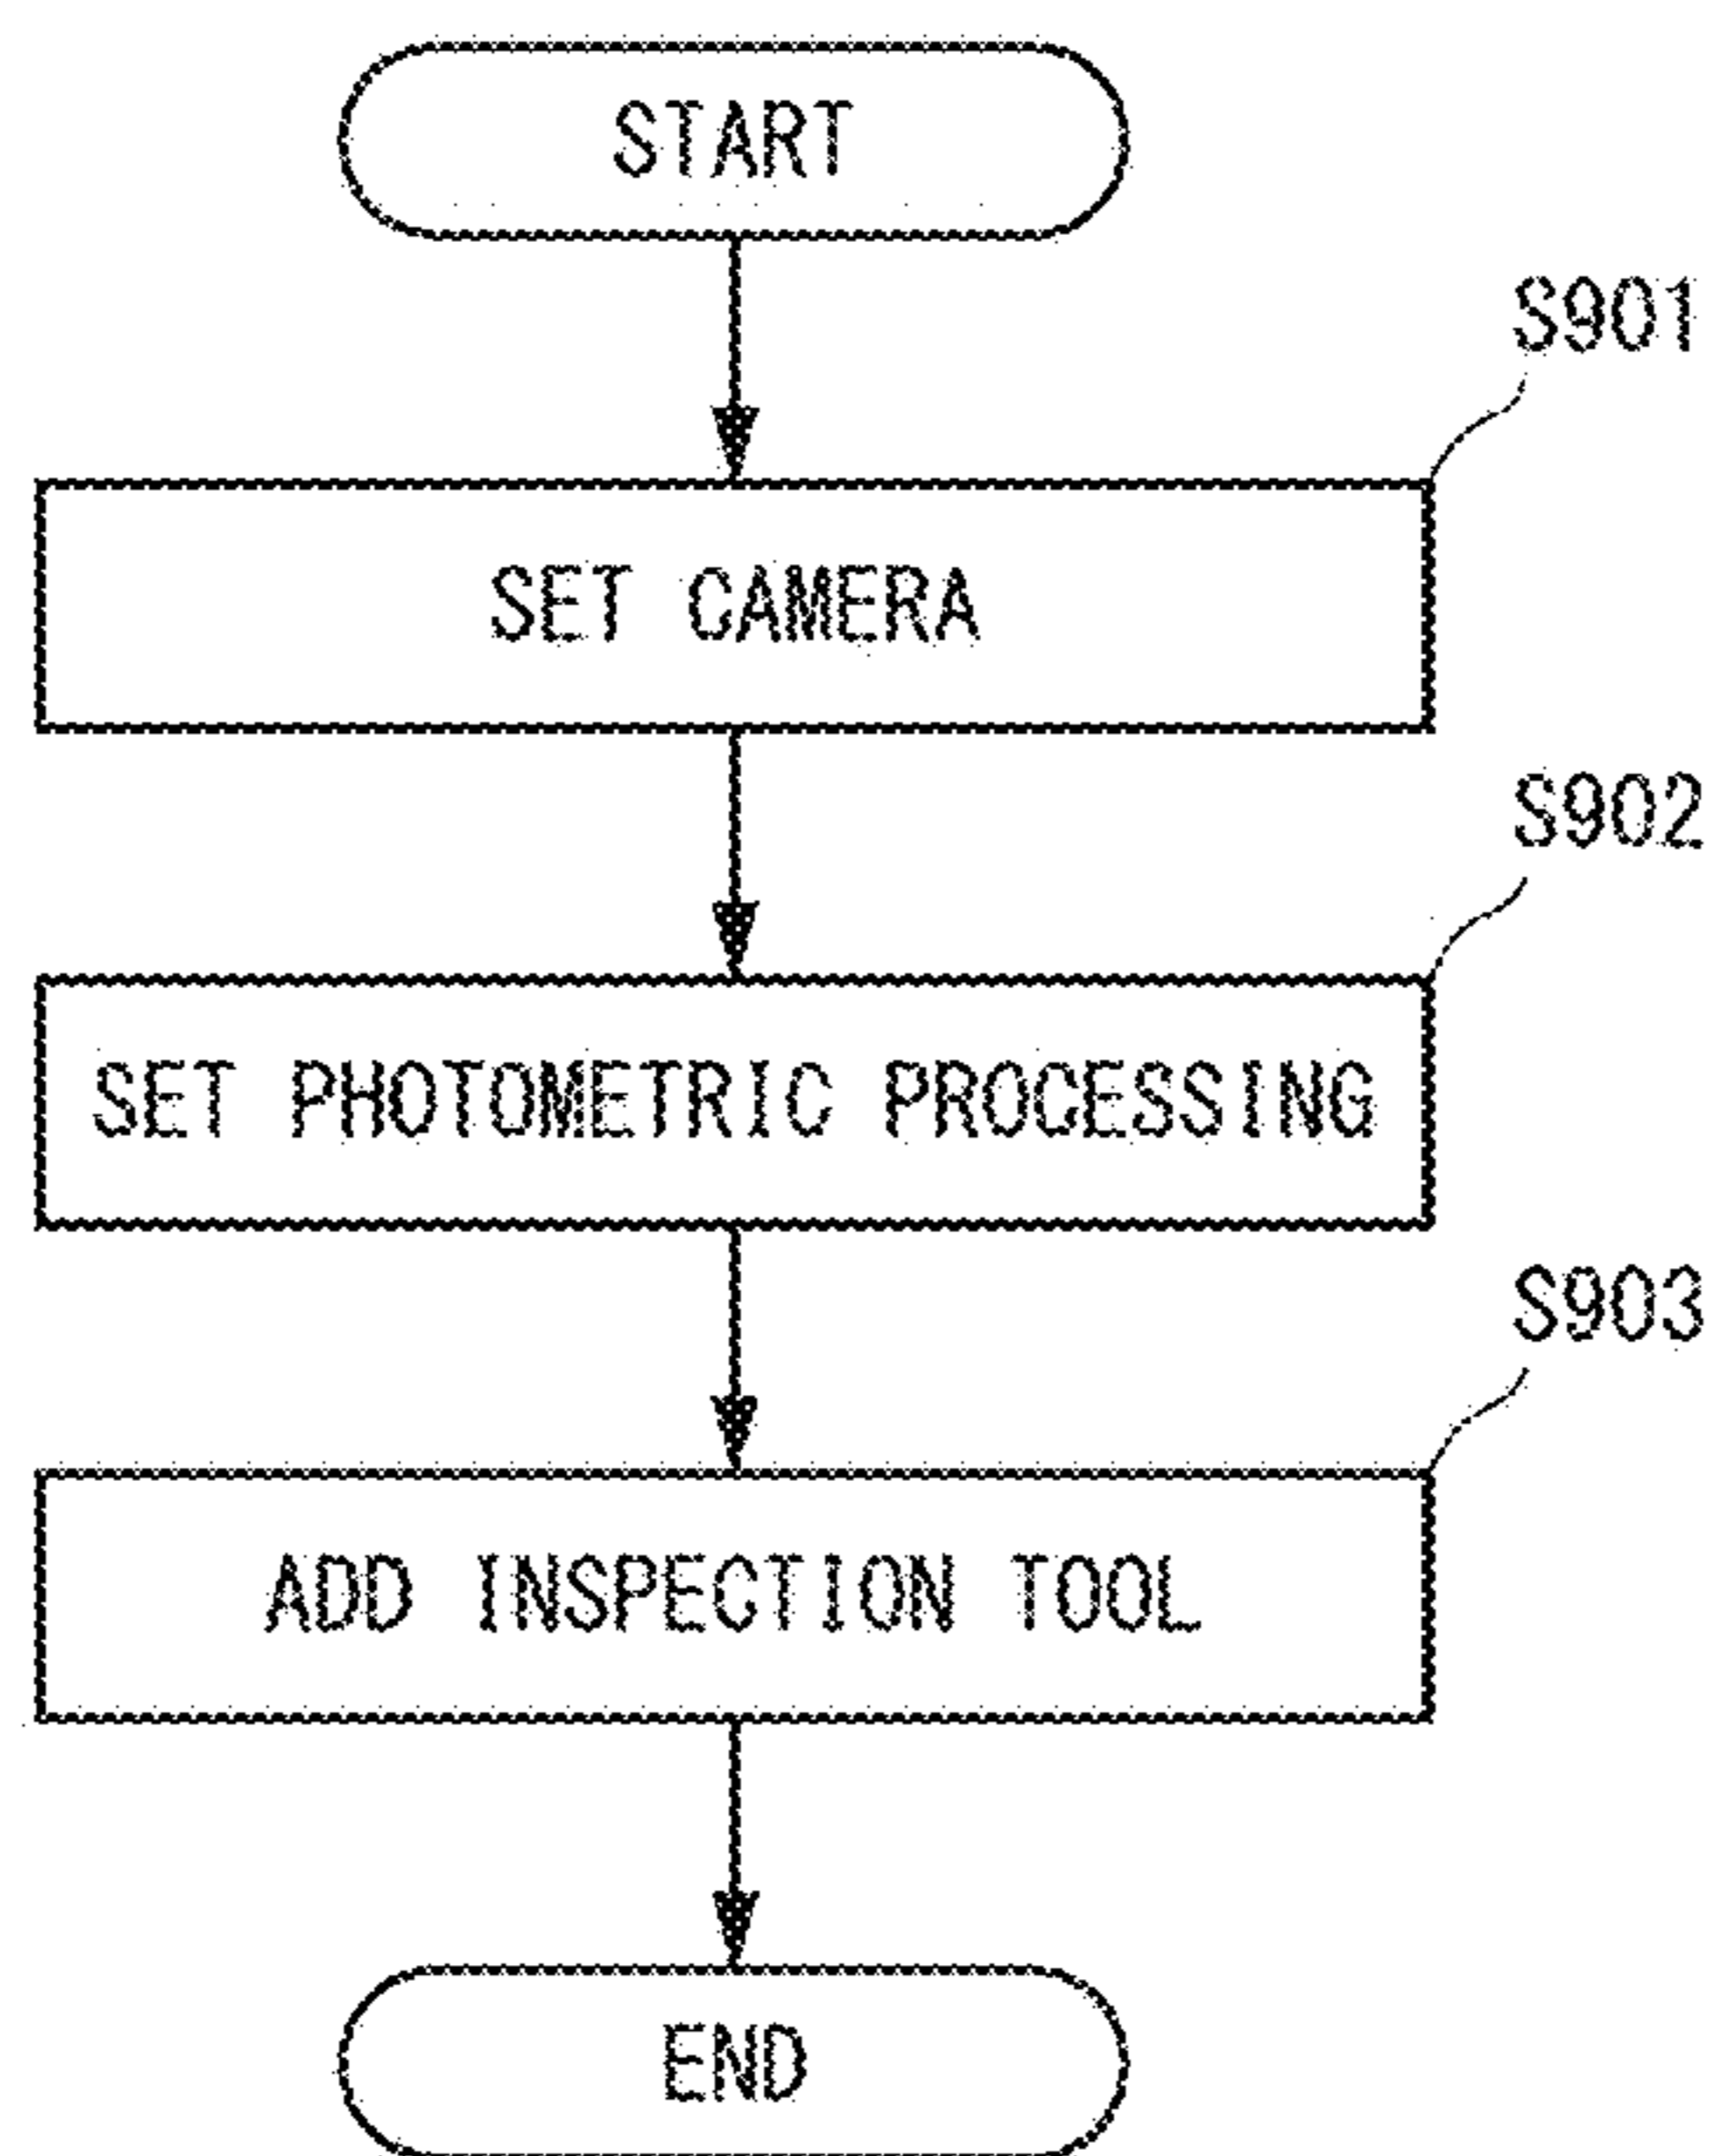 START
S901
SET CAMERA
S902
SET PHOTOMETRIC PROCESSING
S903
ADD INSPECTION TOOL
END